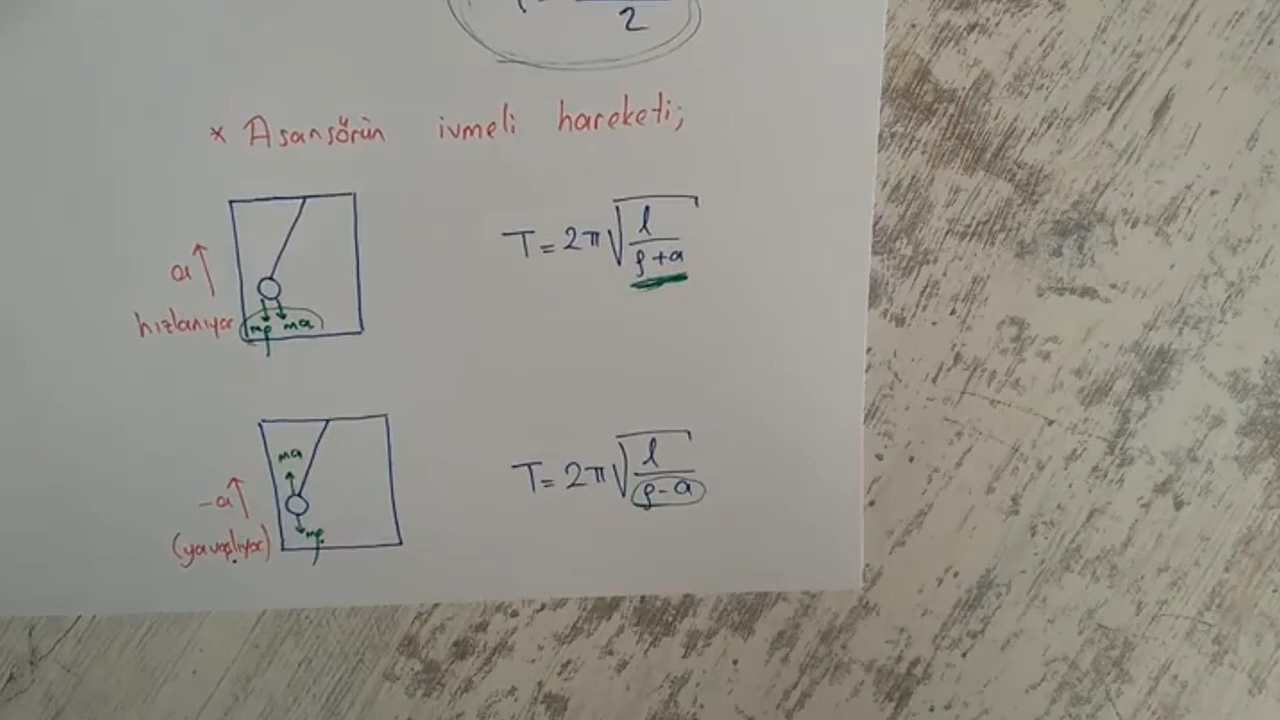 2
* Asansörün ivmeli hareketi;
a
hızlanıyor
mg ma
T = 2π√(l/(g+a))
ma
-a
(yavaşlıyor)
mg
T = 2π√(l/(g-a))